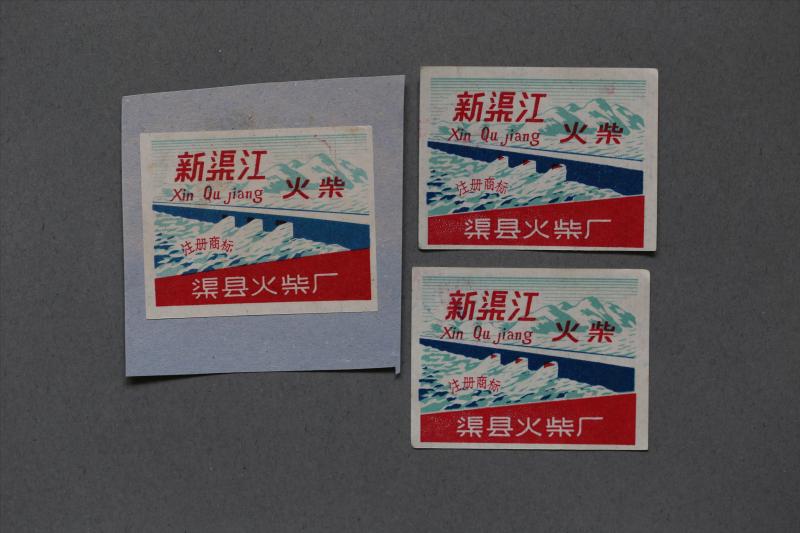 新渠江
Xin Qu jiang
火柴
注册商标
渠县火柴厂
新渠江
Xin Qu jiang
火柴
注册商标
渠县火柴厂
新渠江
Xin Qu jiang
火柴
注册商标
渠县火柴厂